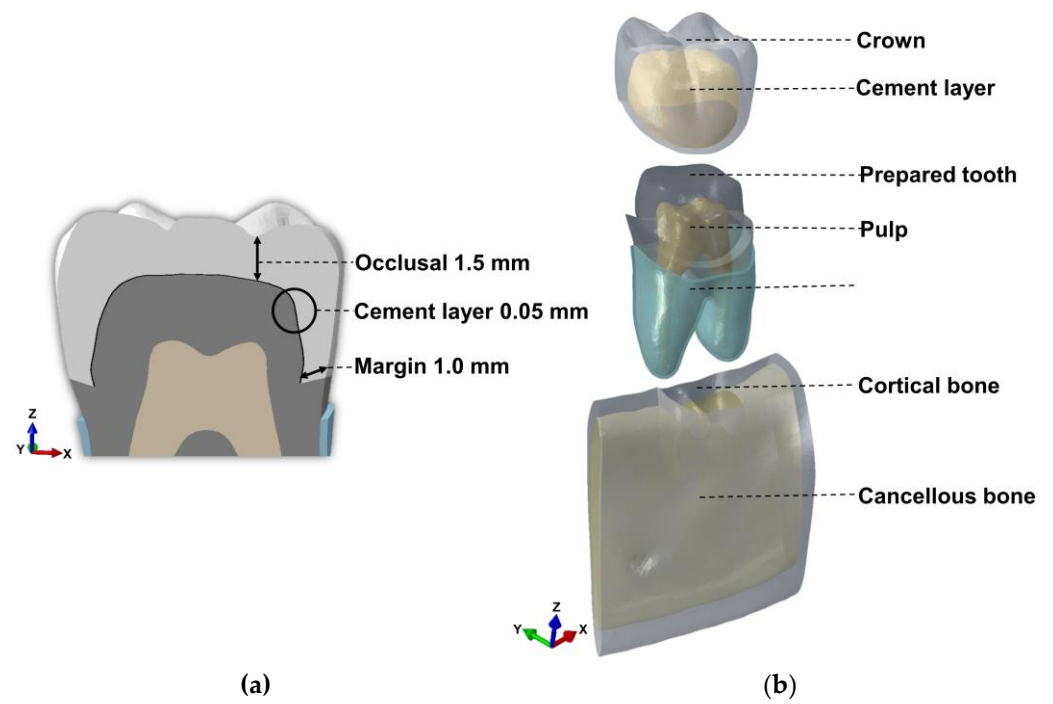 Occlusal 1.5 mm
Cement layer 0.05 mm
Margin 1.0 mm
Z
Y
X
(a)
Crown
Cement layer
Prepared tooth
Pulp
Cortical bone
Cancellous bone
Z
Y
X
(b)